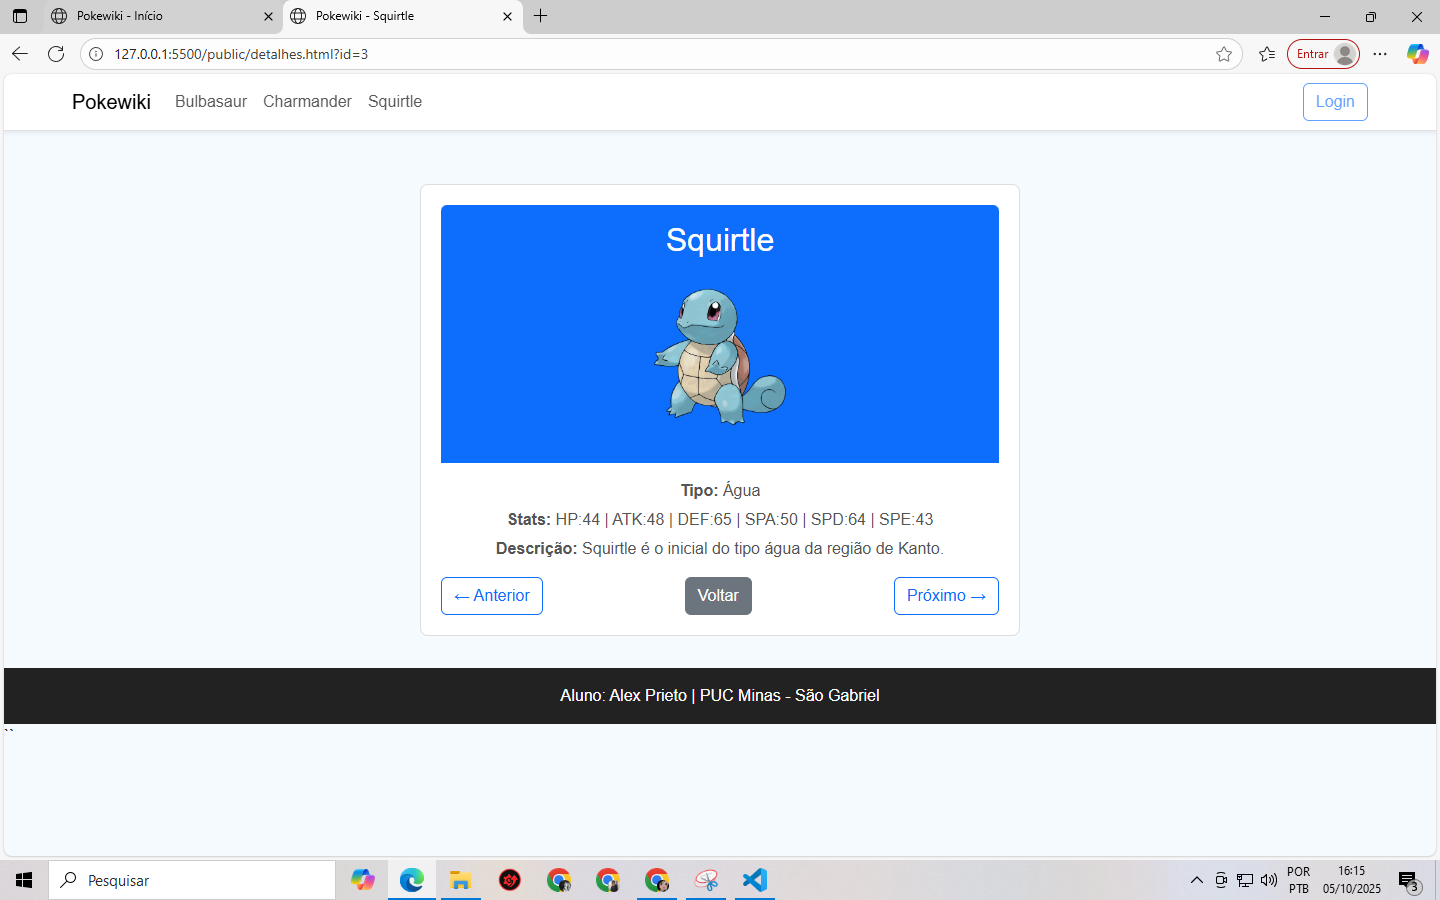 Pokewiki - Início
Pokewiki - Squirtle
127.0.0.1:5500/public/detalhes.html?id=3
Entrar
Pokewiki Bulbasaur Charmander Squirtle Login
Squirtle
Tipo: Água
Stats: HP:44 | ATK:48 | DEF:65 | SPA:50 | SPD:64 | SPE:43
Descrição: Squirtle é o inicial do tipo água da região de Kanto.
← Anterior Voltar Próximo →
Aluno: Alex Prieto | PUC Minas - São Gabriel
``
Pesquisar
POR
PTB
16:15
05/10/2025
3